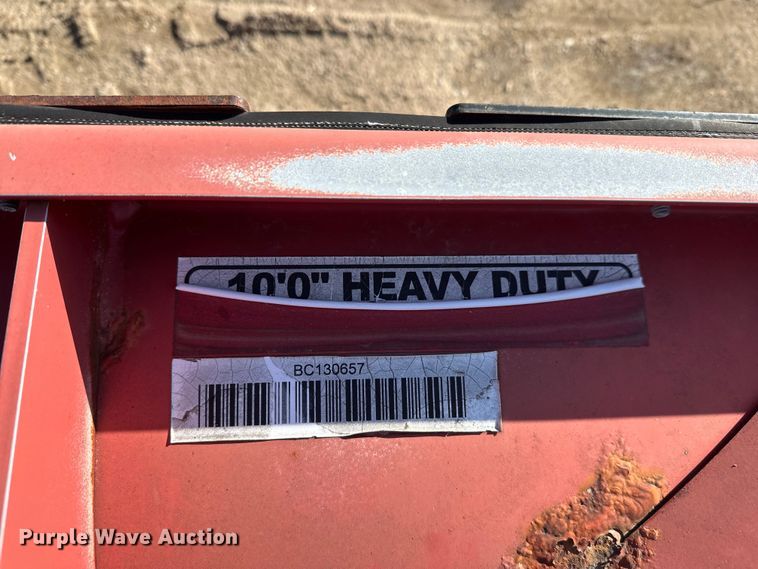 10'0" HEAVY DUTY
BC130657
Purple Wave Auction